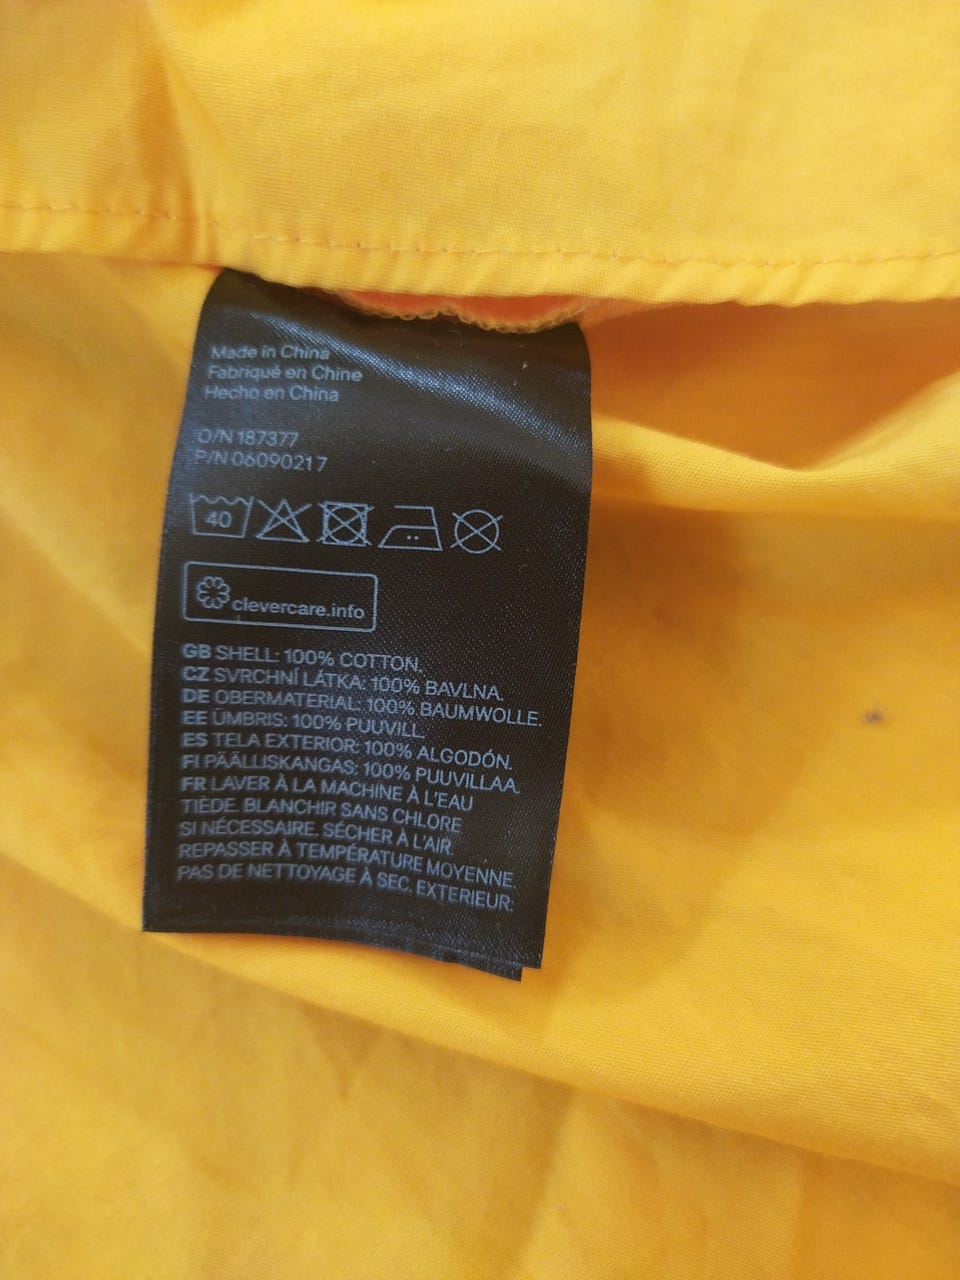 Made in China
Fabriqué en Chine
Hecho en China
O/N 187377
P/N 06090217
40
clevercare.info
GB SHELL: 100% COTTON.
CZ SVRCHNÍ LÁTKA: 100% BAVLNA.
DE OBERMATERIAL: 100% BAUMWOLLE.
EE ÜMBRIS: 100% PUUVILL.
ES TELA EXTERIOR: 100% ALGODÓN.
FI PÄÄLLISKANGAS: 100% PUUVILLAA.
FR LAVER À LA MACHINE À L'EAU
TIÈDE. BLANCHIR SANS CHLORE
SI NÉCESSAIRE. SÉCHER À L'AIR.
REPASSER À TEMPÉRATURE MOYENNE.
PAS DE NETTOYAGE À SEC. EXTERIEUR: